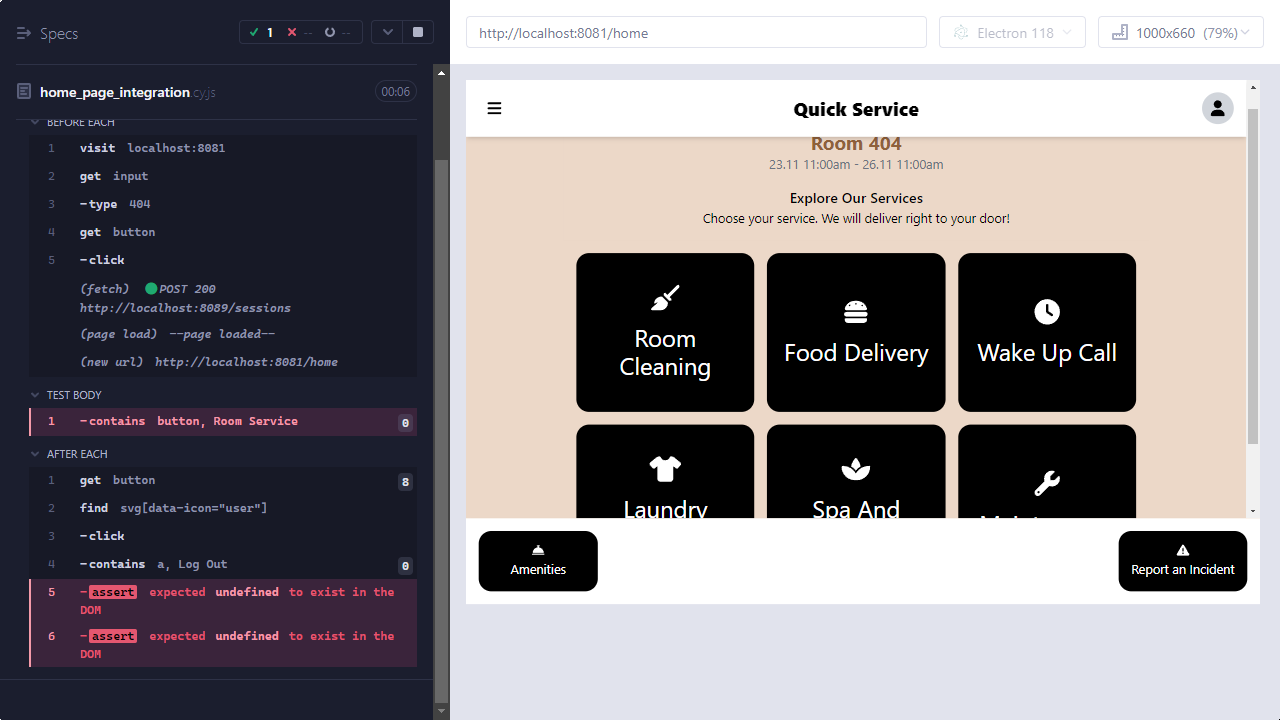 Specs
1
--
--
home_page_integration.cy.js
00:06
BEFORE EACH
1 visit localhost:8081
2 get input
3 -type 404
4 get button
5 -click
(fetch) POST 200
http://localhost:8089/sessions
(page load) --page loaded--
(new url) http://localhost:8081/home
TEST BODY
1 -contains button, Room Service 0
AFTER EACH
1 get button 8
2 find svg[data-icon="user"]
3 -click
4 -contains a, Log Out 0
5 -assert expected undefined to exist in the
DOM
6 -assert expected undefined to exist in the
DOM
http://localhost:8081/home
Electron 118
1000x660 (79%)
Quick Service
Room 404
23.11 11:00am - 26.11 11:00am
Explore Our Services
Choose your service. We will deliver right to your door!
Room
Cleaning
Food Delivery
Wake Up Call
Laundry
Spa And
Amenities
Report an Incident